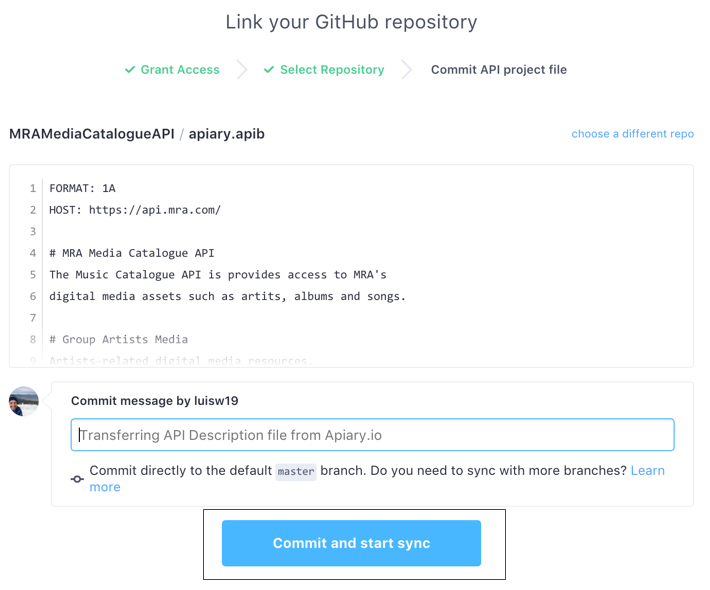 Link your GitHub repository
Grant Access Select Repository Commit API project file
MRAMediaCatalogueAPI / apiary.apib choose a different repo
1 FORMAT: 1A
2 HOST: https://api.mra.com/
3
4 # MRA Media Catalogue API
5 The Music Catalogue API is provides access to MRA's
6 digital media assets such as artits, albums and songs.
7
8 # Group Artists Media
9 Artists-related digital media resources.
Commit message by luisw19
Transferring API Description file from Apiary.io
Commit directly to the default master branch. Do you need to sync with more branches? Learn
more
Commit and start sync